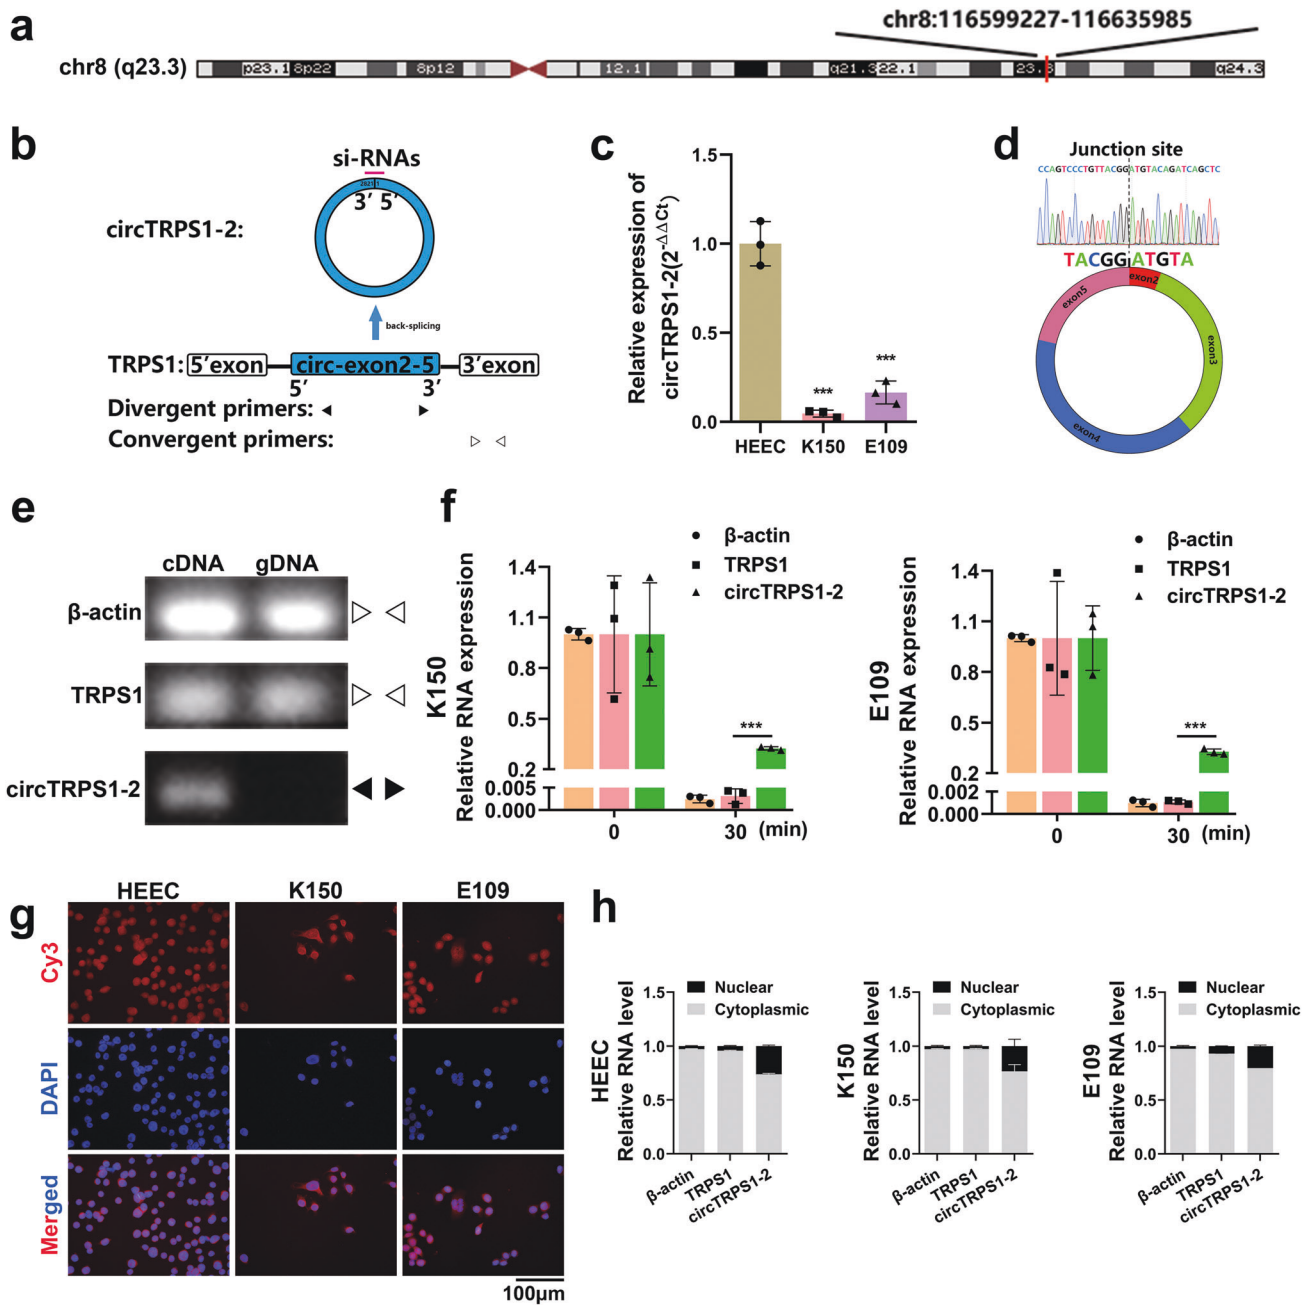 a
chr8:116599227-116635985
chr8 (q23.3)
p23.1 8p22 8p12 12.1 q21.3 22.1 23.3 q24.3
b
si-RNAs
3′ 5′
circTRPS1-2:
back-splicing
TRPS1: 5′exon circ-exon2-5 3′exon
5′ 3′
Divergent primers:
Convergent primers:
c
Relative expression of
circTRPS1-2(2^-ΔΔCt)
1.5
1.0
0.5
0.0
***
***
HEEC K150 E109
d
Junction site
CCAGTCCCTGTTACGGATGTACAGATCAGCTC
TACGG ATGTA
exon2
exon3
exon4
exon5
e
cDNA gDNA
β-actin
TRPS1
circTRPS1-2
f
K150
Relative RNA expression
β-actin
TRPS1
circTRPS1-2
1.4
1.1
0.8
0.5
0.2
0.005
0.000
***
0 30 (min)
E109
Relative RNA expression
β-actin
TRPS1
circTRPS1-2
1.4
1.1
0.8
0.5
0.2
0.002
0.000
***
0 30 (min)
g
HEEC K150 E109
Cy3
DAPI
Merged
100μm
h
HEEC
Relative RNA level
Nuclear
Cytoplasmic
1.5
1.0
0.5
0.0
β-actin
TRPS1
circTRPS1-2
K150
Relative RNA level
Nuclear
Cytoplasmic
1.5
1.0
0.5
0.0
β-actin
TRPS1
circTRPS1-2
E109
Relative RNA level
Nuclear
Cytoplasmic
1.5
1.0
0.5
0.0
β-actin
TRPS1
circTRPS1-2